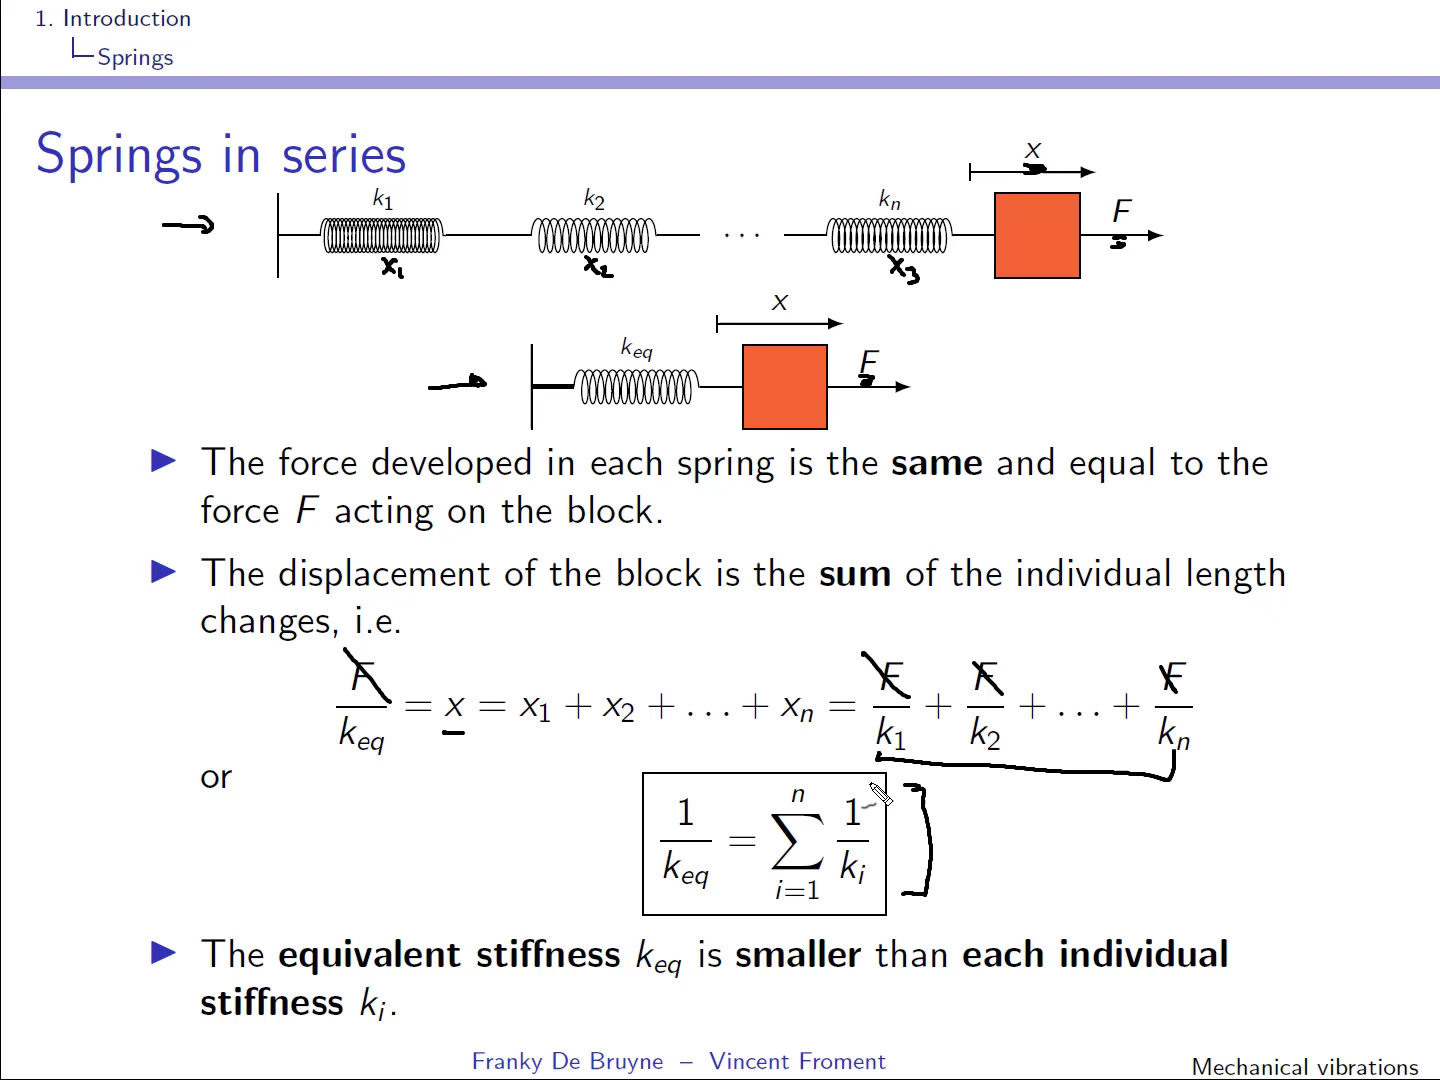 1. Introduction
Springs
Springs in series
x
k1 k2 kn F
x1 x2 ... x3
x
keq F
The force developed in each spring is the same and equal to the
force F acting on the block.
The displacement of the block is the sum of the individual length
changes, i.e.
F/keq = x = x1 + x2 + ... + xn = F/k1 + F/k2 + ... + F/kn
or
1/keq = ∑_{i=1}^{n} 1/ki
The equivalent stiffness keq is smaller than each individual
stiffness ki.
Franky De Bruyne – Vincent Froment
Mechanical vibrations